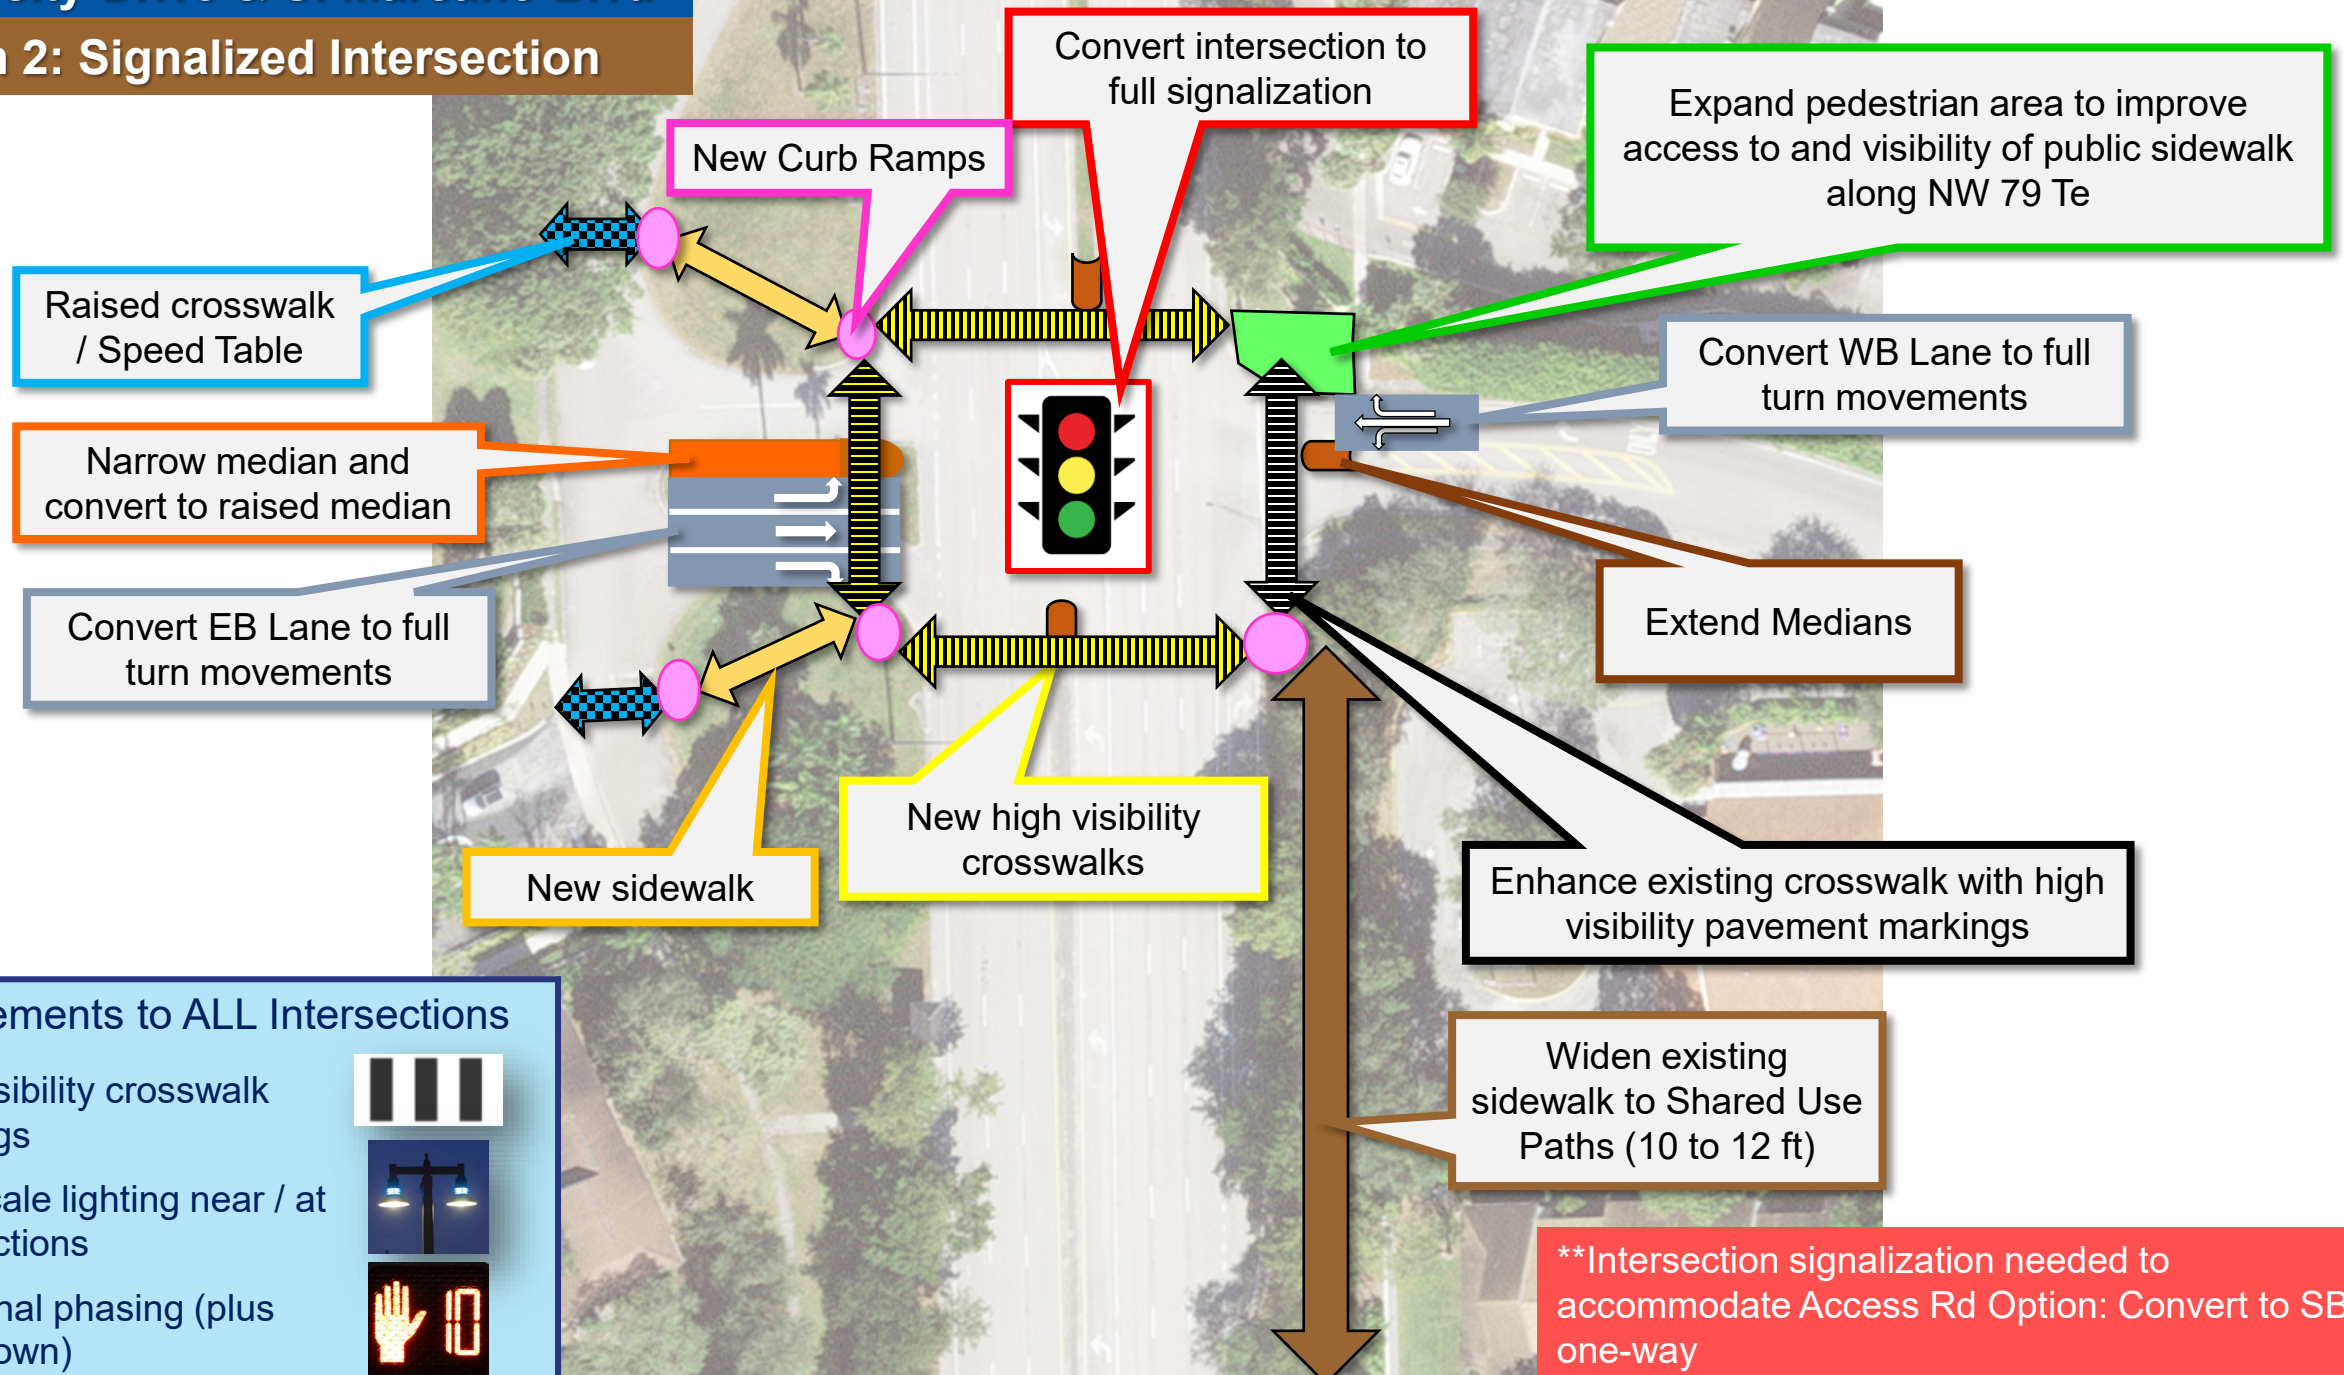 Option 2: Signalized Intersection
Convert intersection to
full signalization
Expand pedestrian area to improve
access to and visibility of public sidewalk
along NW 79 Te
New Curb Ramps
Raised crosswalk
/ Speed Table
Convert WB Lane to full
turn movements
Narrow median and
convert to raised median
Convert EB Lane to full
turn movements
Extend Medians
New high visibility
crosswalks
New sidewalk
Enhance existing crosswalk with high
visibility pavement markings
ements to ALL Intersections
sibility crosswalk
gs
cale lighting near / at
ctions
nal phasing (plus
own)
10
Widen existing
sidewalk to Shared Use
Paths (10 to 12 ft)
**Intersection signalization needed to
accommodate Access Rd Option: Convert to SB
one-way